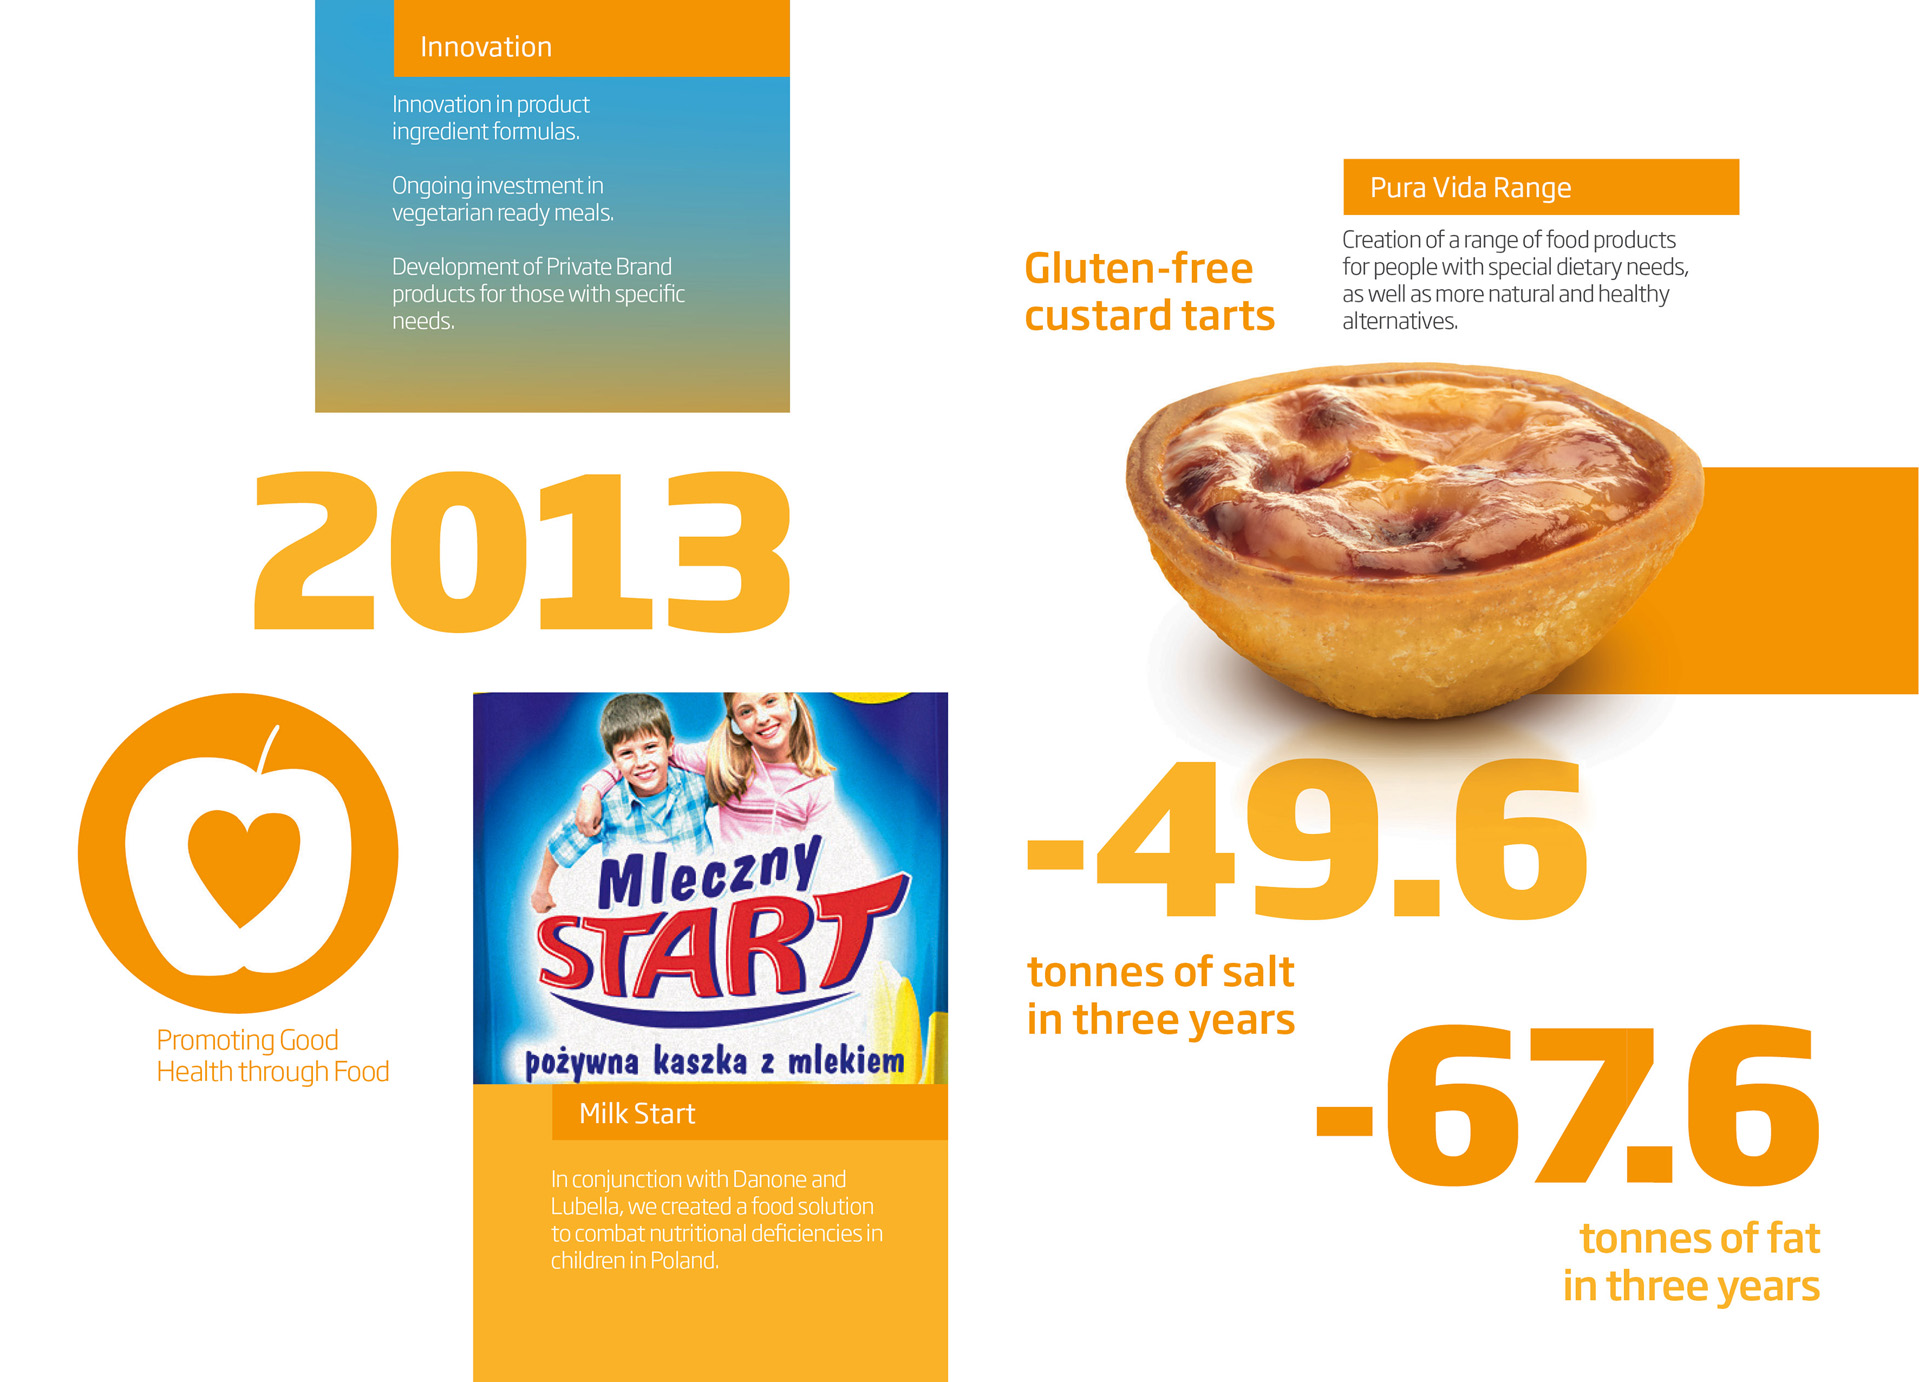 Innovation
Innovation in product
ingredient formulas.
Ongoing investment in
vegetarian ready meals.
Development of Private Brand
products for those with specific
needs.
2013
Promoting Good
Health through Food
Mleczny
START
pożywna kaszka z mlekiem
Milk Start
In conjunction with Danone and
Lubella, we created a food solution
to combat nutritional deficiencies in
children in Poland.
Gluten-free
custard tarts
Pura Vida Range
Creation of a range of food products
for people with special dietary needs,
as well as more natural and healthy
alternatives.
-49.6
tonnes of salt
in three years
-67.6
tonnes of fat
in three years